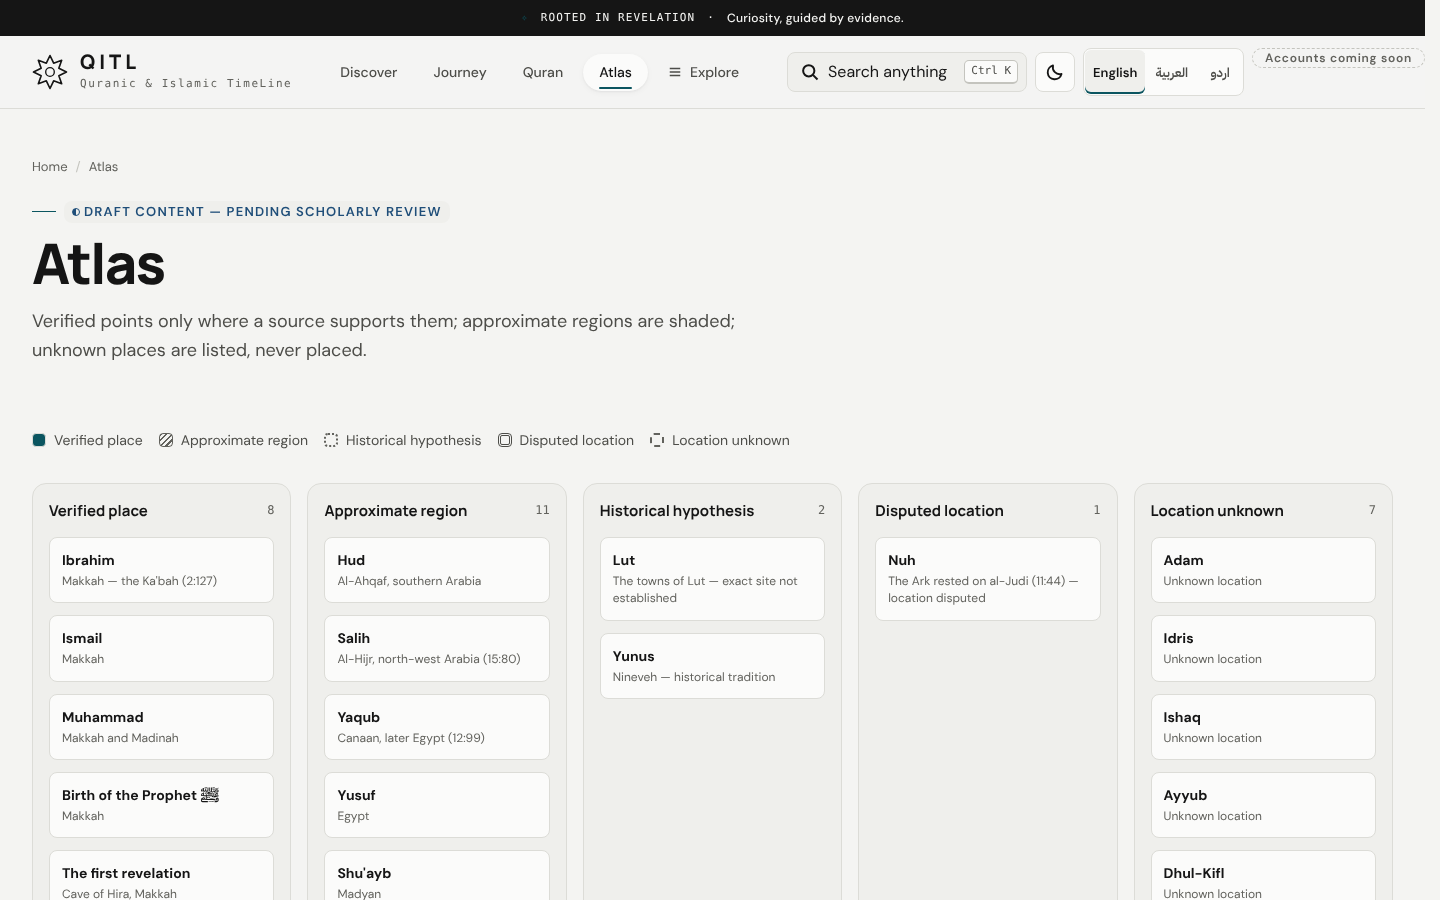 ROOTED IN REVELATION · Curiosity, guided by evidence.
QITL
Quranic & Islamic TimeLine
Discover
Journey
Quran
Atlas
Explore
Search anything
Ctrl K
English
العربية
اردو
Accounts coming soon
Home / Atlas
DRAFT CONTENT — PENDING SCHOLARLY REVIEW
Atlas
Verified points only where a source supports them; approximate regions are shaded;
unknown places are listed, never placed.
Verified place
Approximate region
Historical hypothesis
Disputed location
Location unknown
Verified place 8
Ibrahim
Makkah — the Ka'bah (2:127)
Ismail
Makkah
Muhammad
Makkah and Madinah
Birth of the Prophet ﷺ
Makkah
The first revelation
Cave of Hira, Makkah
Approximate region 11
Hud
Al-Ahqaf, southern Arabia
Salih
Al-Hijr, north-west Arabia (15:80)
Yaqub
Canaan, later Egypt (12:99)
Yusuf
Egypt
Shu'ayb
Madyan
Historical hypothesis 2
Lut
The towns of Lut — exact site not
established
Yunus
Nineveh — historical tradition
Disputed location 1
Nuh
The Ark rested on al-Judi (11:44) —
location disputed
Location unknown 7
Adam
Unknown location
Idris
Unknown location
Ishaq
Unknown location
Ayyub
Unknown location
Dhul-Kifl
Unknown location